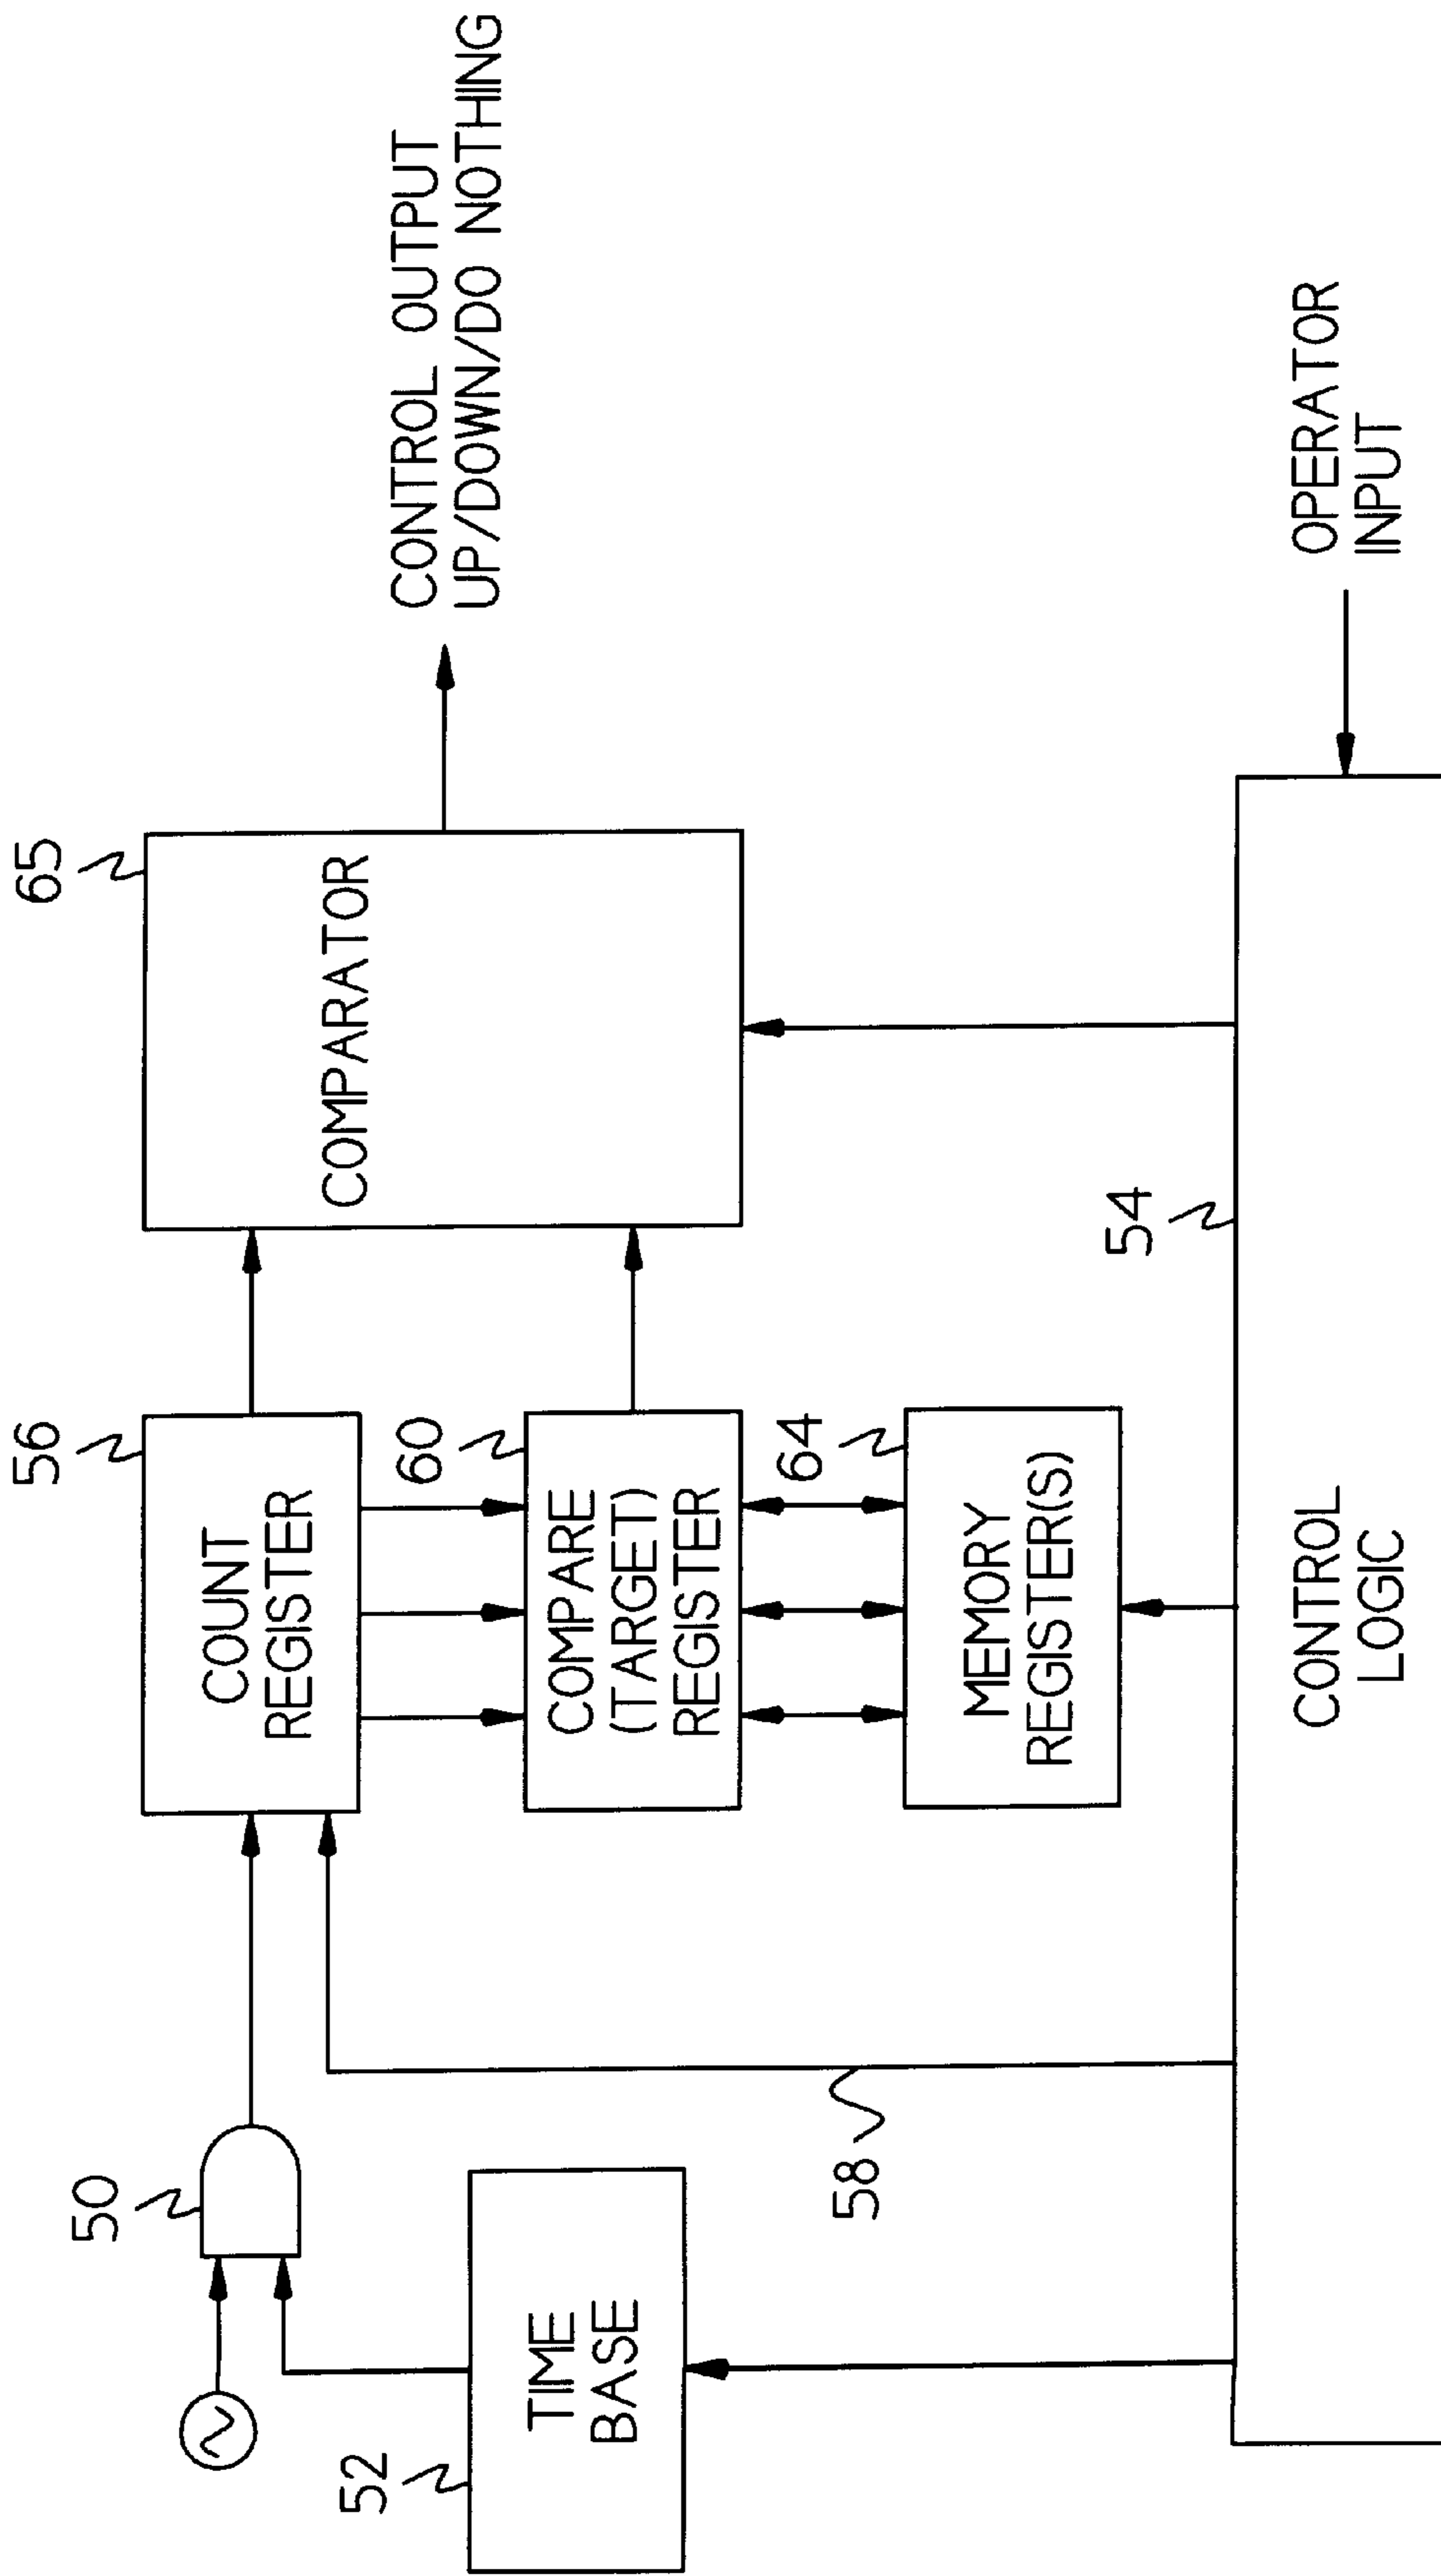 65
CONTROL OUTPUT
UP/DOWN/DO NOTHING
COMPARATOR
56
COUNT
REGISTER
60
COMPARE
(TARGET)
REGISTER
64
MEMORY
REGISTER(S)
50
52
TIME
BASE
58
54
CONTROL
LOGIC
OPERATOR
INPUT